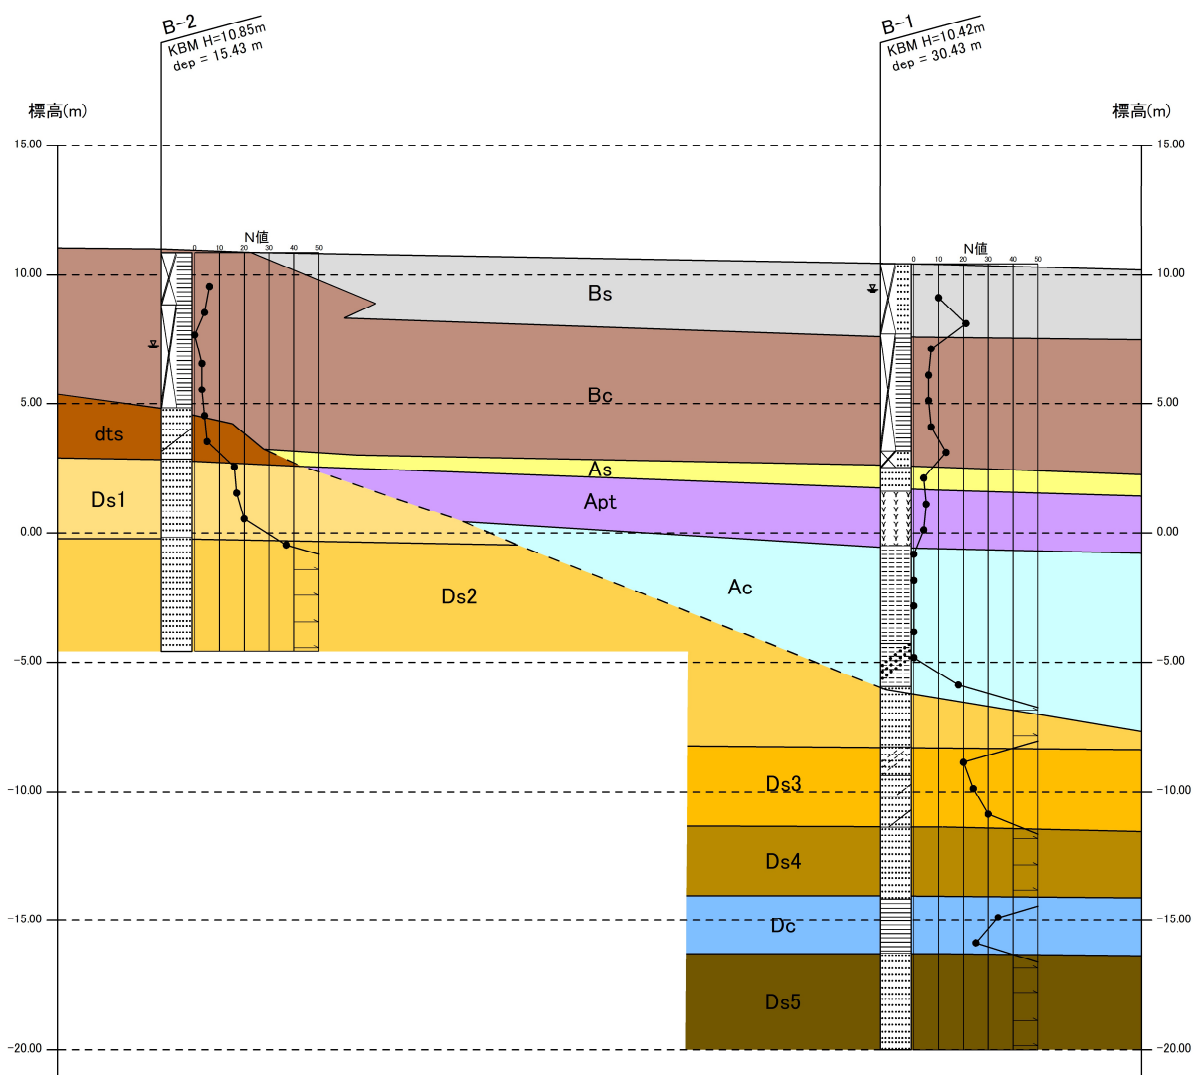 B-2
KBM H=10.85m
dep = 15.43 m
B-1
KBM H=10.42m
dep = 30.43 m
標高(m)
標高(m)
15.00
15.00
N値
0 10 20 30 40 50
N値
0 10 20 30 40 50
10.00
10.00
Bs
Bc
5.00
5.00
dts
As
Ds1
Apt
0.00
0.00
Ac
Ds2
-5.00
-5.00
Ds3
-10.00
-10.00
Ds4
-15.00
-15.00
Dc
Ds5
-20.00
-20.00